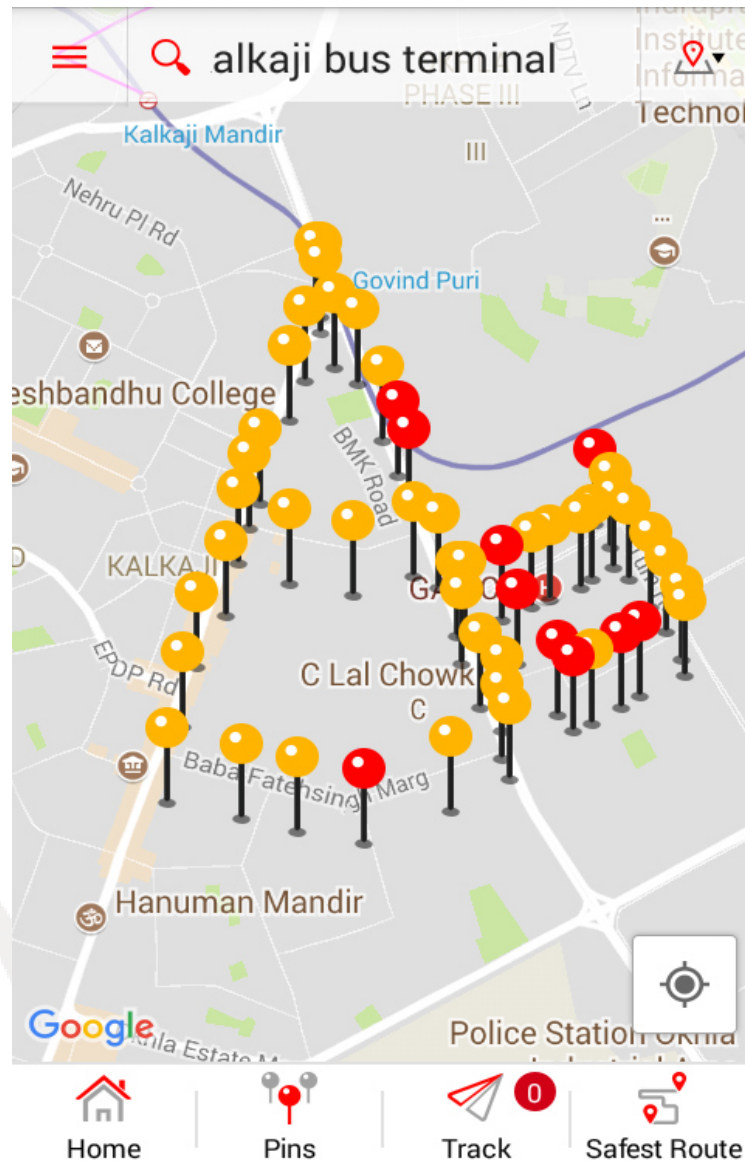 alkaji bus terminal
Institute
PHASE III
NDTV Ln
Technol
Kalkaji Mandir
III
Nehru Pl Rd
...
Govind Puri
eshbandhu College
BMK Road
KALKAJI
D
H
EPDP Rd
C Lal Chowk
C
Baba Fatehsingh Marg
Hanuman Mandir
Google
Police Station Okhla
Home
Pins
Track
0
Safest Route